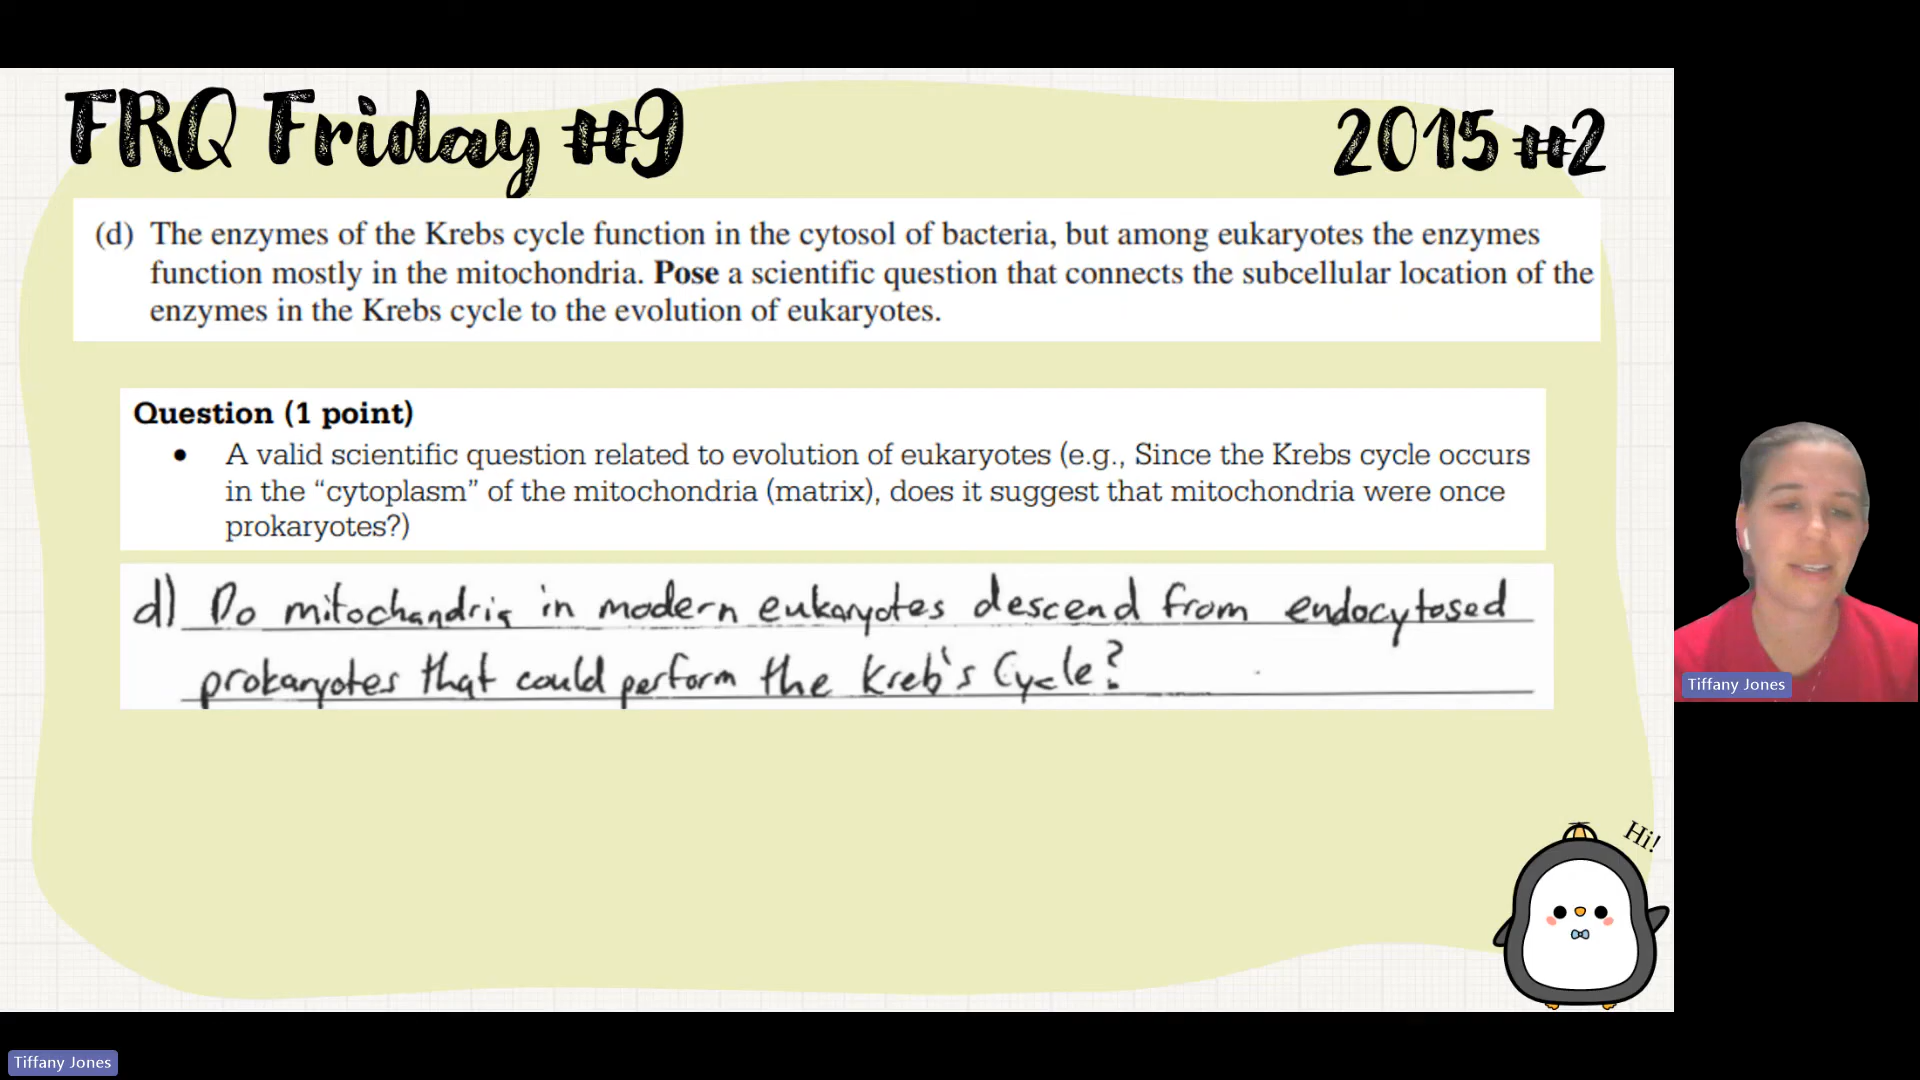 FRQ Friday #9
2015 #2
(d) The enzymes of the Krebs cycle function in the cytosol of bacteria, but among eukaryotes the enzymes
function mostly in the mitochondria. Pose a scientific question that connects the subcellular location of the
enzymes in the Krebs cycle to the evolution of eukaryotes.
Question (1 point)
• A valid scientific question related to evolution of eukaryotes (e.g., Since the Krebs cycle occurs
in the “cytoplasm” of the mitochondria (matrix), does it suggest that mitochondria were once
prokaryotes?)
d) Do mitochandria in modern eukaryotes descend from endocytosed
prokaryotes that could perform the Kreb's Cycle?
Tiffany Jones
Hi!
Tiffany Jones